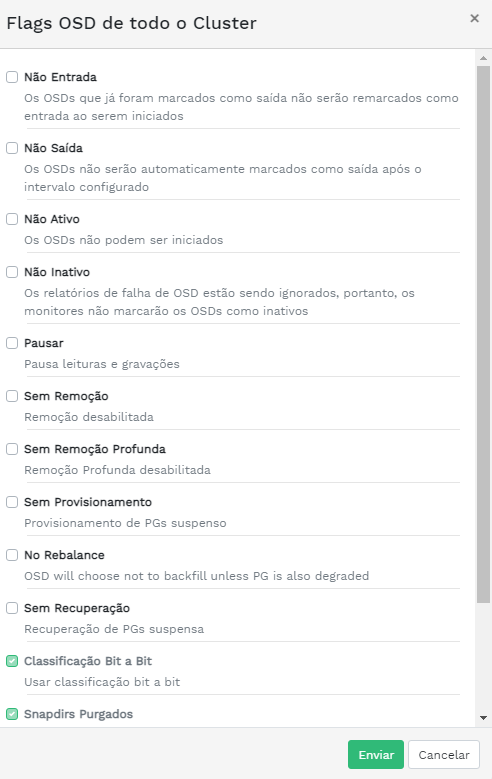 Flags OSD de todo o Cluster
×
Não Entrada
Os OSDs que já foram marcados como saída não serão remarcados como
entrada ao serem iniciados
Não Saída
Os OSDs não serão automaticamente marcados como saída após o
intervalo configurado
Não Ativo
Os OSDs não podem ser iniciados
Não Inativo
Os relatórios de falha de OSD estão sendo ignorados, portanto, os
monitores não marcarão os OSDs como inativos
Pausar
Pausa leituras e gravações
Sem Remoção
Remoção desabilitada
Sem Remoção Profunda
Remoção Profunda desabilitada
Sem Provisionamento
Provisionamento de PGs suspenso
No Rebalance
OSD will choose not to backfill unless PG is also degraded
Sem Recuperação
Recuperação de PGs suspensa
Classificação Bit a Bit
Usar classificação bit a bit
Snapdirs Purgados
Enviar
Cancelar